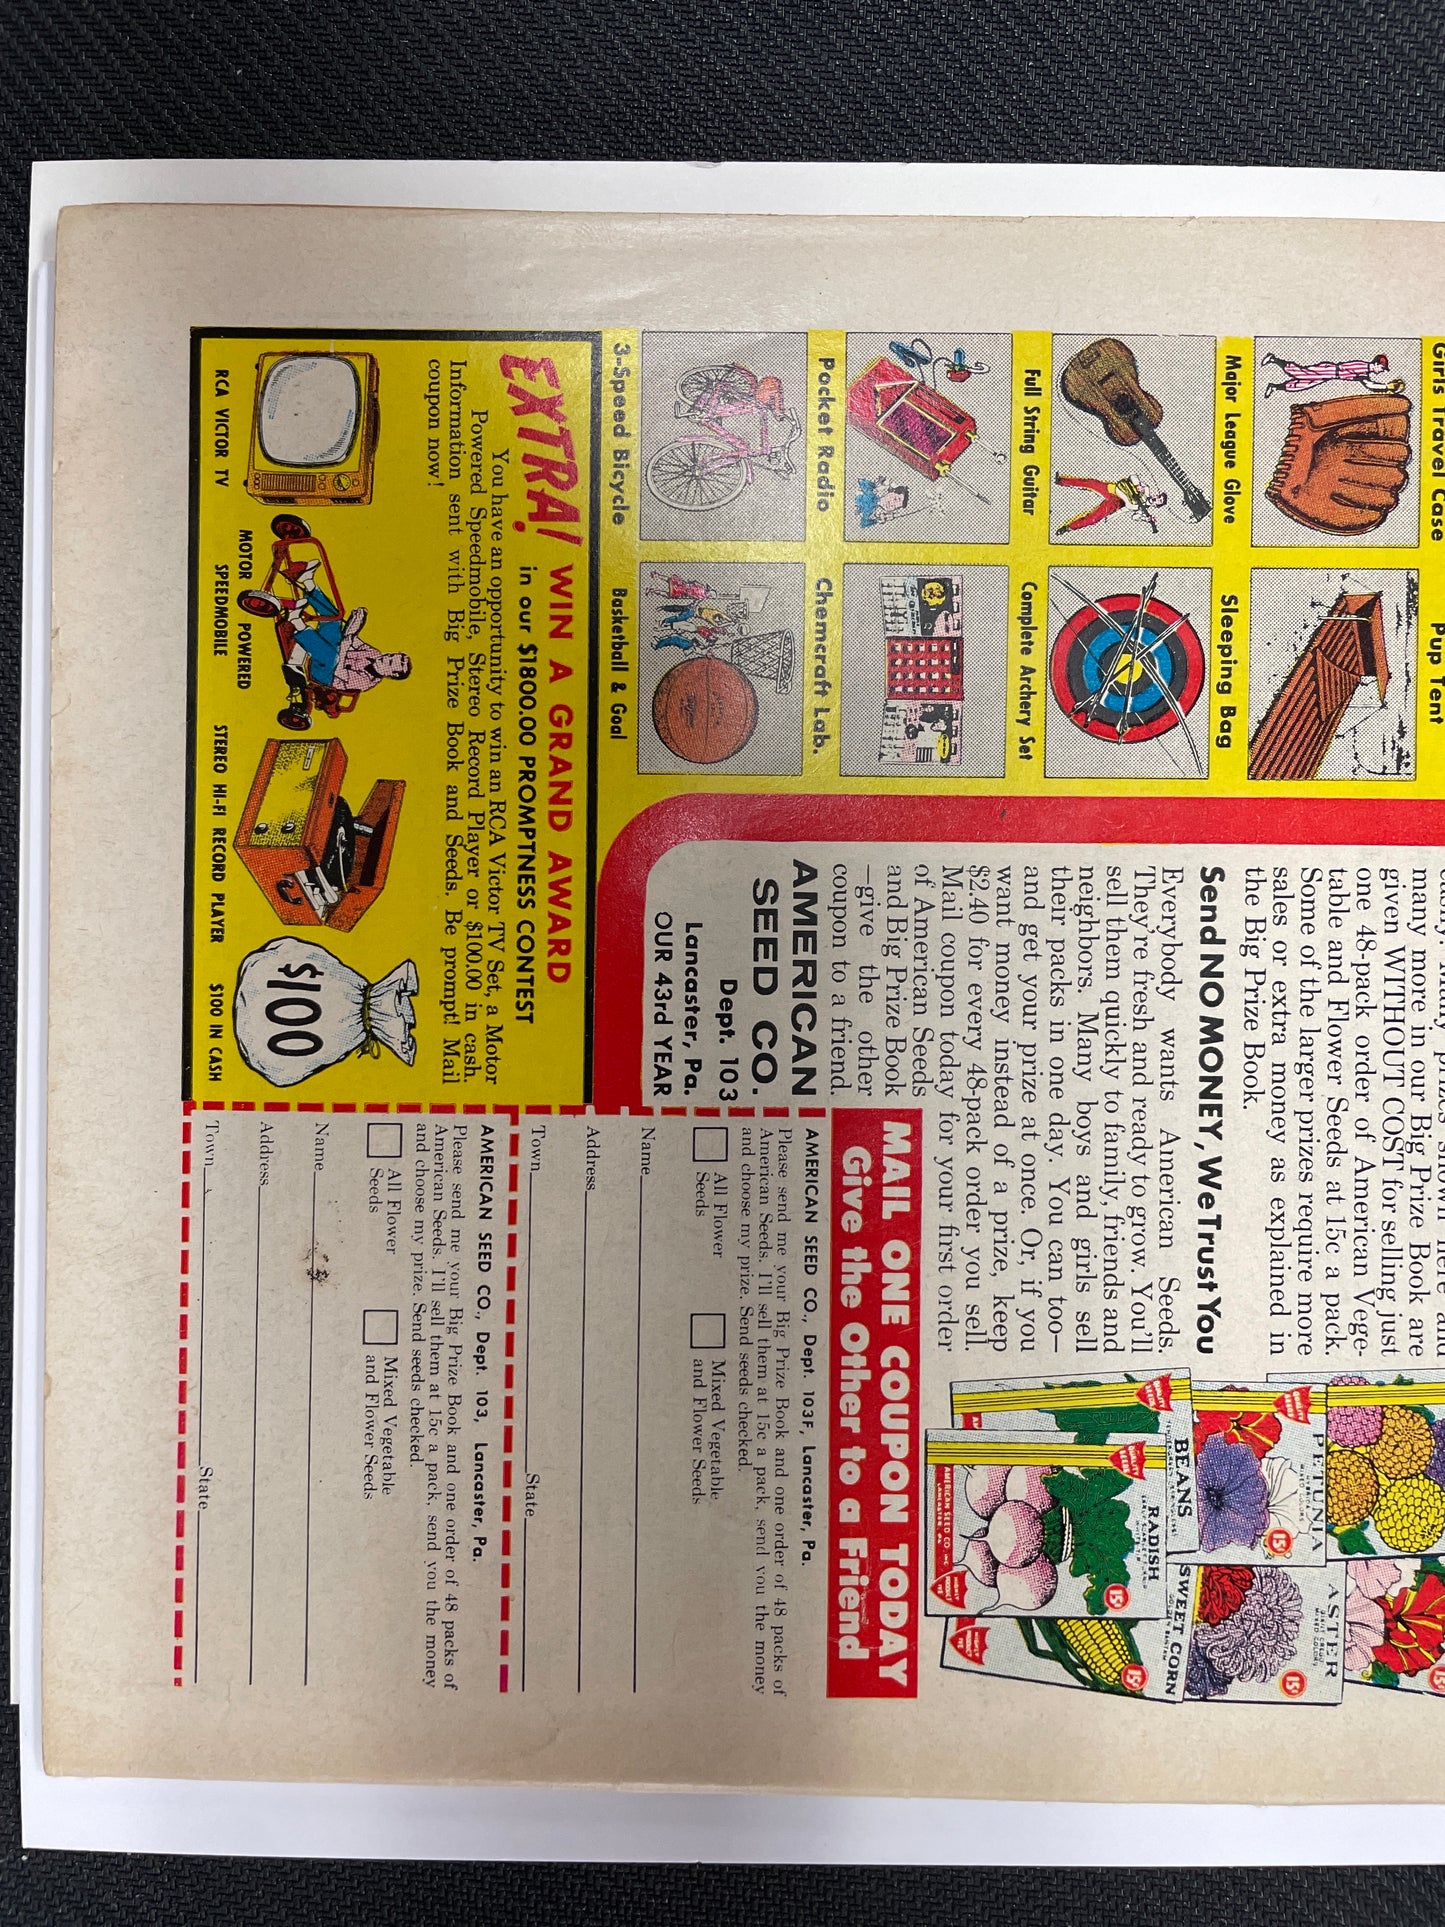 Girls Travel Case
Pup Tent
Major League Glove
Sleeping Bag
Full String Guitar
Complete Archery Set
Pocket Radio
Chemcraft Lab.
3-Speed Bicycle
Basketball & Goal
many more in our Big Prize Book are
given WITHOUT COST for selling just
one 48-pack order of American Vege-
table and Flower Seeds at 15c a pack.
Some of the larger prizes require more
sales or extra money as explained in
the Big Prize Book.
Send NO MONEY, We Trust You
Everybody wants American Seeds.
They're fresh and ready to grow. You'll
sell them quickly to family, friends and
neighbors. Many boys and girls sell
their packs in one day. You can too—
and get your prize at once. Or, if you
want money instead of a prize, keep
$2.40 for every 48-pack order you sell.
Mail coupon today for your first order
of American Seeds
and Big Prize Book
—give the other
coupon to a friend.
AMERICAN
SEED CO.
Dept. 103
Lancaster, Pa.
OUR 43rd YEAR
PETUNIA
15¢
ASTER
15¢
15¢
QUALITY SEEDS
BEANS
SWEET CORN
15¢
QUALITY SEEDS
RADISH
15¢
AMERICAN SEED CO. INC.
LANCASTER, PA.
MAIL ONE COUPON TODAY
Give the Other to a Friend
AMERICAN SEED CO., Dept. 103F, Lancaster, Pa.
Please send me your Big Prize Book and one order of 48 packs of
American Seeds. I'll sell them at 15c a pack, send you the money
and choose my prize. Send seeds checked.
All Flower
Seeds
Mixed Vegetable
and Flower Seeds
Name
Address
Town State
AMERICAN SEED CO., Dept. 103, Lancaster, Pa.
Please send me your Big Prize Book and one order of 48 packs of
American Seeds. I'll sell them at 15c a pack, send you the money
and choose my prize. Send seeds checked.
All Flower
Seeds
Mixed Vegetable
and Flower Seeds
Name
Address
Town State
EXTRA! WIN A GRAND AWARD
in our $1800.00 PROMPTNESS CONTEST
You have an opportunity to win an RCA Victor TV Set, a Motor
Powered Speedmobile, Stereo Record Player or $100.00 in cash.
Information sent with Big Prize Book and Seeds. Be prompt! Mail
coupon now!
$100
RCA VICTOR TV
MOTOR POWERED
SPEEDMOBILE
STEREO HI-FI RECORD PLAYER
$100 IN CASH